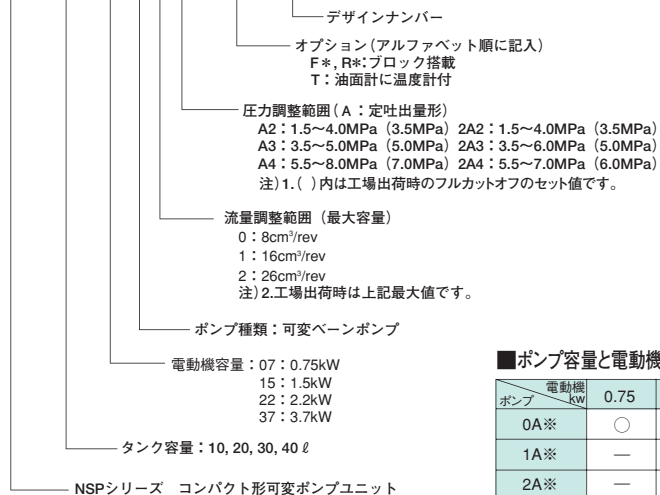 デザインナンバー
オプション(アルファベット順に記入)
F＊, R＊:ブロック搭載
T：油面計に温度計付
圧力調整範囲(A：定吐出量形)
A2：1.5〜4.0MPa（3.5MPa）2A2：1.5〜4.0MPa（3.5MPa）
A3：3.5〜5.0MPa（5.0MPa）2A3：3.5〜6.0MPa（5.0MPa）
A4：5.5〜8.0MPa（7.0MPa）2A4：5.5〜7.0MPa（6.0MPa）
注)1.( )内は工場出荷時のフルカットオフのセット値です。
流量調整範囲（最大容量）
0：8cm³/rev
1：16cm³/rev
2：26cm³/rev
注)2.工場出荷時は上記最大値です。
ポンプ種類：可変ベーンポンプ
電動機容量：07：0.75kW
15：1.5kW
22：2.2kW
37：3.7kW
タンク容量：10, 20, 30, 40 ℓ
NSPシリーズ　コンパクト形可変ポンプユニット
■ポンプ容量と電動機
電動機
kw
ポンプ
0.75
0A※ ○
1A※ —
2A※ —